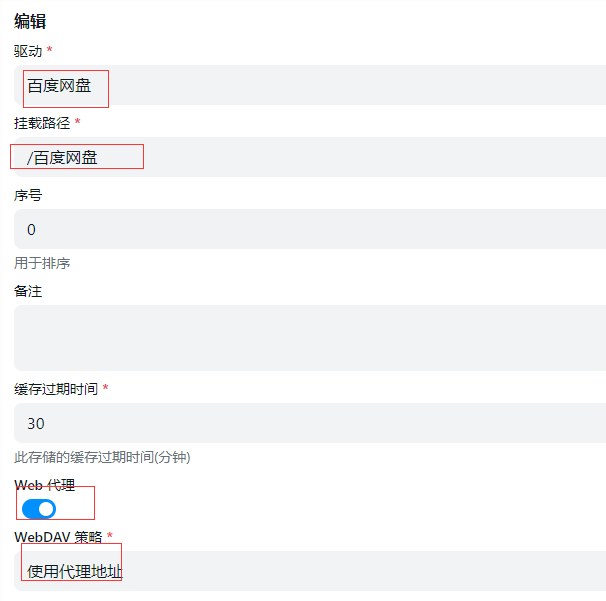 编辑
驱动 *
百度网盘
挂载路径 *
/百度网盘
序号
0
用于排序
备注
缓存过期时间 *
30
此存储的缓存过期时间(分钟)
Web 代理
WebDAV 策略 *
使用代理地址